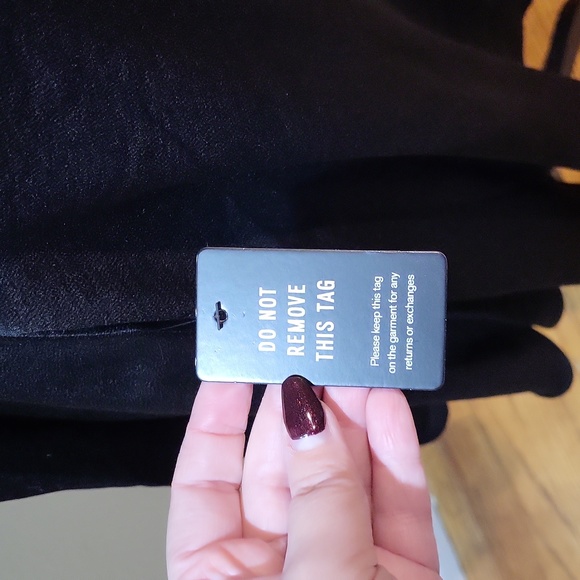 DO NOT
REMOVE
THIS TAG
Please keep this tag
on the garment for any
returns or exchanges